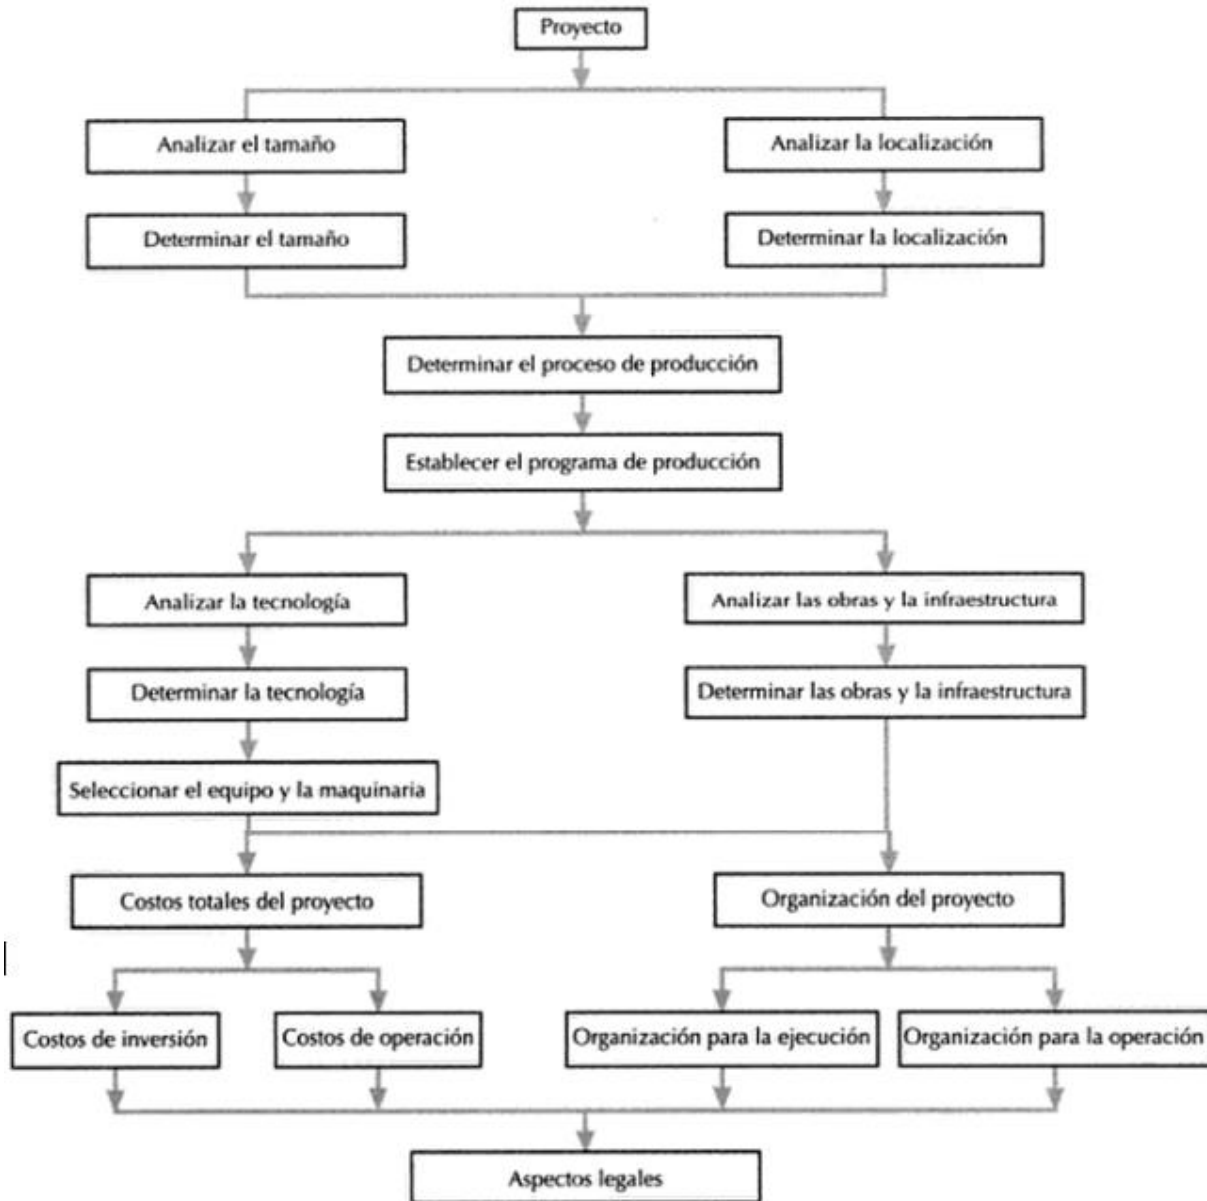 Proyecto
Analizar el tamaño
Analizar la localización
Determinar el tamaño
Determinar la localización
Determinar el proceso de producción
Establecer el programa de producción
Analizar la tecnología
Analizar las obras y la infraestructura
Determinar la tecnología
Determinar las obras y la infraestructura
Seleccionar el equipo y la maquinaria
Costos totales del proyecto
Organización del proyecto
Costos de inversión
Costos de operación
Organización para la ejecución
Organización para la operación
Aspectos legales